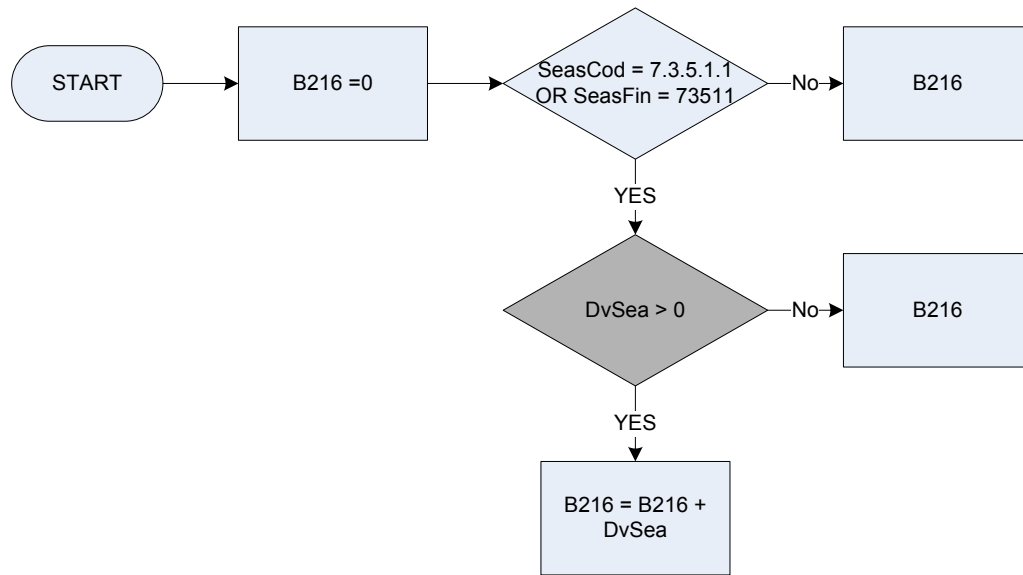 START
B216 =0
SeasCod = 7.3.5.1.1
OR SeasFin = 73511
No
B216
YES
DvSea > 0
No
B216
YES
B216 = B216 +
DvSea